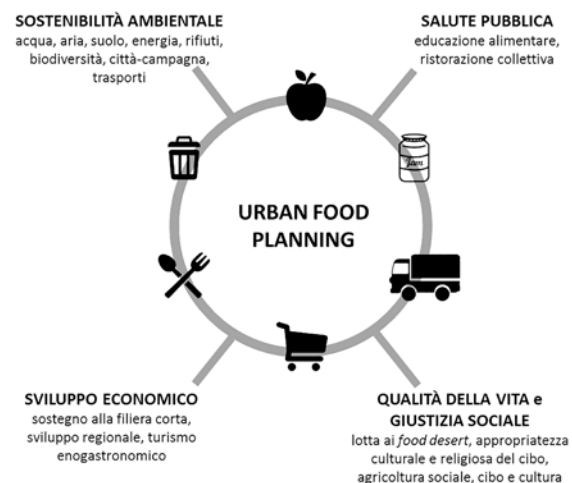 SOSTENIBILITÀ AMBIENTALE
acqua, aria, suolo, energia, rifiuti,
biodiversità, città-campagna,
trasporti
SALUTE PUBBLICA
educazione alimentare,
ristorazione collettiva
Jam
URBAN FOOD
PLANNING
SVILUPPO ECONOMICO
sostegno alla filiera corta,
sviluppo regionale, turismo
enogastronomico
QUALITÀ DELLA VITA e
GIUSTIZIA SOCIALE
lotta ai food desert, appropriatezza
culturale e religiosa del cibo,
agricoltura sociale, cibo e cultura